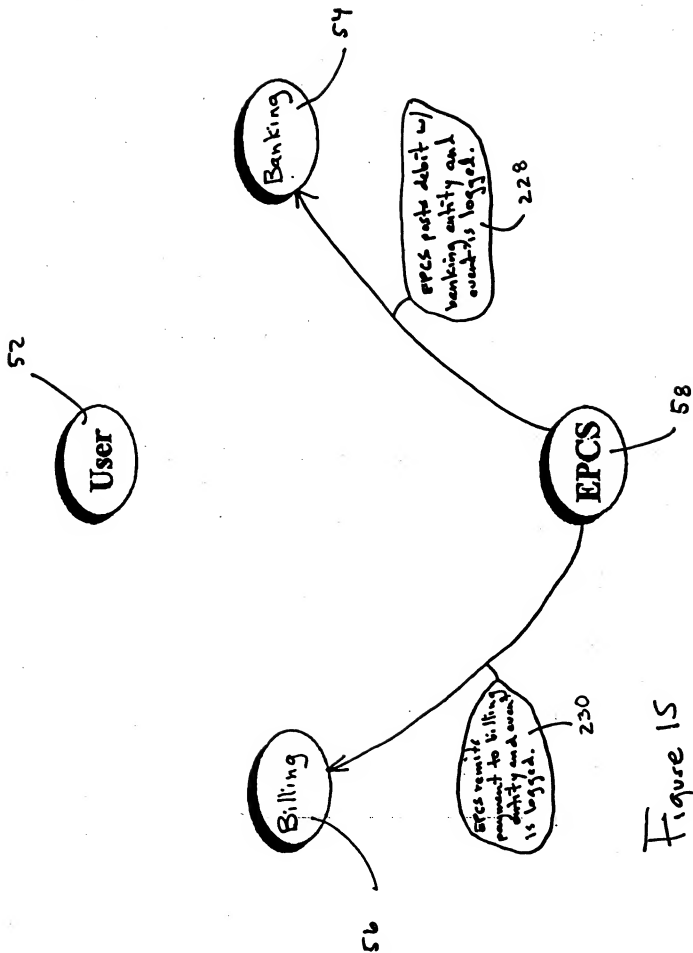 52
User
54
Banking
EPCS posts debit w/
banking entity and
event is logged.
228
EPCS
58
Billing
56
EPCS remits
payment to billing
entity and event
is logged.
230
Figure 15